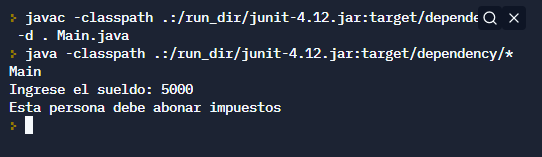 > javac -classpath .:/run_dir/junit-4.12.jar:target/depende
-d . Main.java
> java -classpath .:/run_dir/junit-4.12.jar:target/dependency/*
Main
Ingrese el sueldo: 5000
Esta persona debe abonar impuestos
>